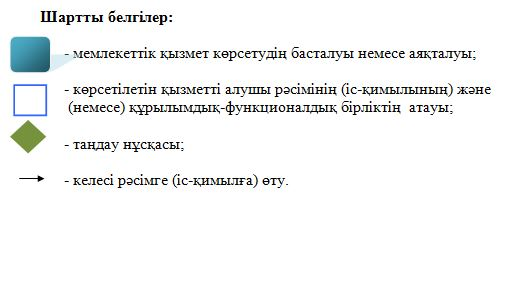 Шартты белгілер:
- мемлекеттік қызмет көрсетудің басталуы немесе аяқталуы;
- көрсетілетін қызметті алушы рәсімінің (іс-қимылының) және
(немесе) құрылымдық-функционалдық бірліктің атауы;
- таңдау нұсқасы;
- келесі рәсімге (іс-қимылға) өту.